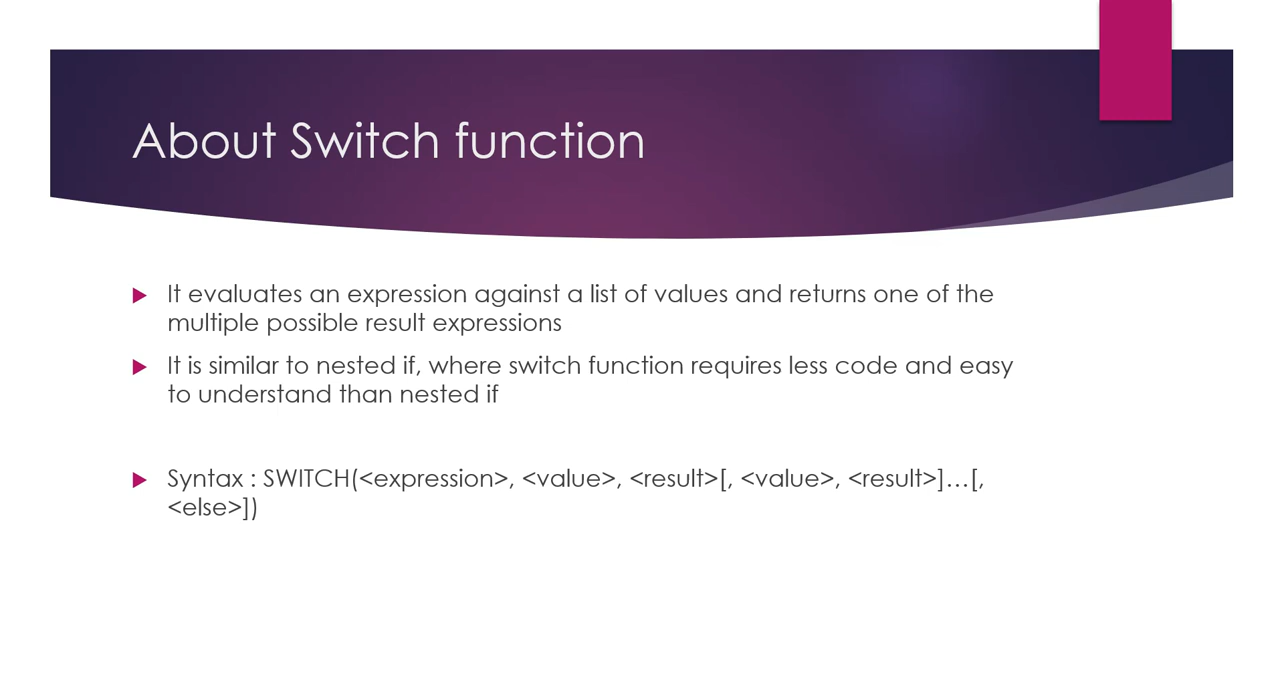 About Switch function
It evaluates an expression against a list of values and returns one of the
multiple possible result expressions
It is similar to nested if, where switch function requires less code and easy
to understand than nested if
Syntax : SWITCH(<expression>, <value>, <result>[, <value>, <result>]…[,
<else>])